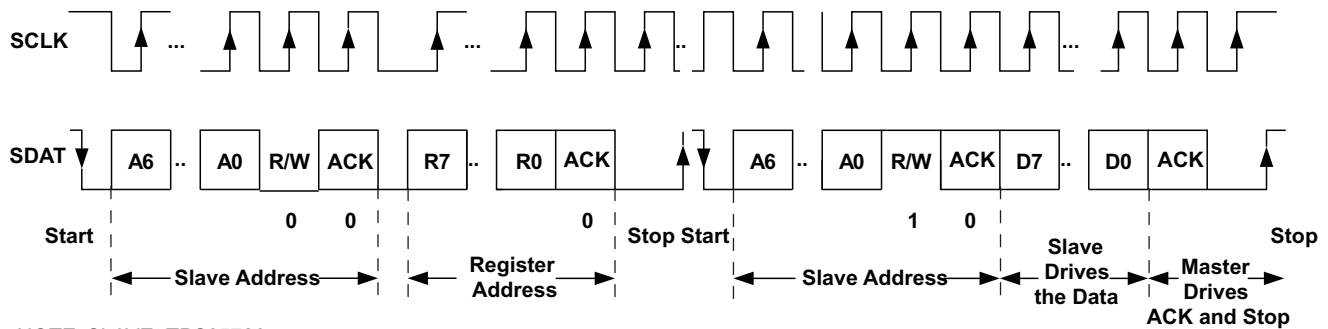 SCLK ... ... .. ...
SDAT A6 .. A0 R/W ACK R7 .. R0 ACK A6 .. A0 R/W ACK D7 .. D0 ACK
0 0 0 1 0
Start Stop Start Stop
Slave Address
Register
Address
Slave Address
Slave
Drives
the Data
Master
Drives
ACK and Stop